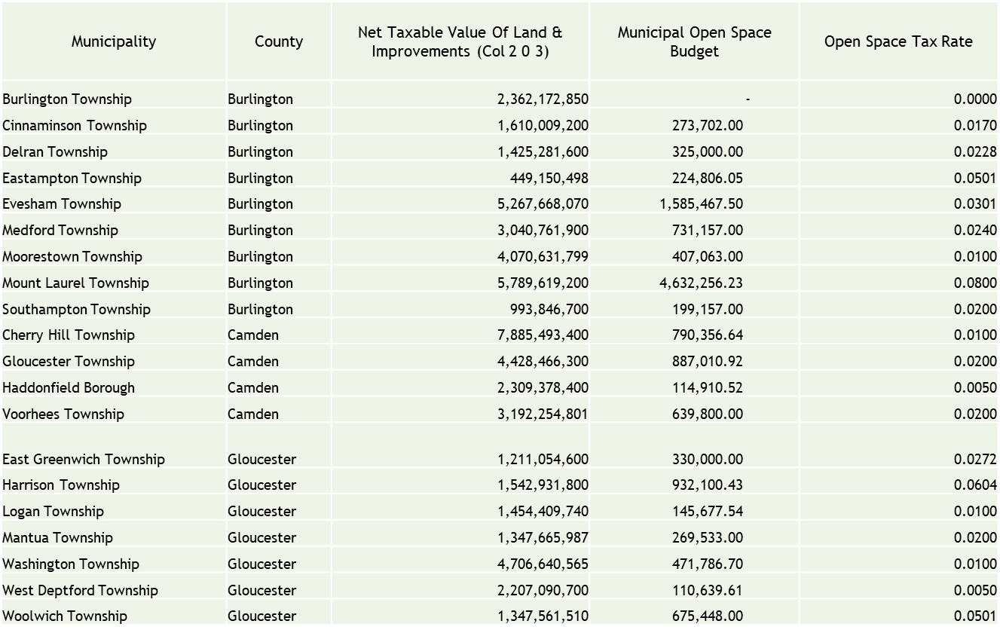 Municipality County Net Taxable Value Of Land & Improvements (Col 2 0 3) Municipal Open Space Budget Open Space Tax Rate
Burlington Township Burlington 2,362,172,850 - 0.0000
Cinnaminson Township Burlington 1,610,009,200 273,702.00 0.0170
Delran Township Burlington 1,425,281,600 325,000.00 0.0228
Eastampton Township Burlington 449,150,498 224,806.05 0.0501
Evesham Township Burlington 5,267,668,070 1,585,467.50 0.0301
Medford Township Burlington 3,040,761,900 731,157.00 0.0240
Moorestown Township Burlington 4,070,631,799 407,063.00 0.0100
Mount Laurel Township Burlington 5,789,619,200 4,632,256.23 0.0800
Southampton Township Burlington 993,846,700 199,157.00 0.0200
Cherry Hill Township Camden 7,885,493,400 790,356.64 0.0100
Gloucester Township Camden 4,428,466,300 887,010.92 0.0200
Haddonfield Borough Camden 2,309,378,400 114,910.52 0.0050
Voorhees Township Camden 3,192,254,801 639,800.00 0.0200
East Greenwich Township Gloucester 1,211,054,600 330,000.00 0.0272
Harrison Township Gloucester 1,542,931,800 932,100.43 0.0604
Logan Township Gloucester 1,454,409,740 145,677.54 0.0100
Mantua Township Gloucester 1,347,665,987 269,533.00 0.0200
Washington Township Gloucester 4,706,640,565 471,786.70 0.0100
West Deptford Township Gloucester 2,207,090,700 110,639.61 0.0050
Woolwich Township Gloucester 1,347,561,510 675,448.00 0.0501